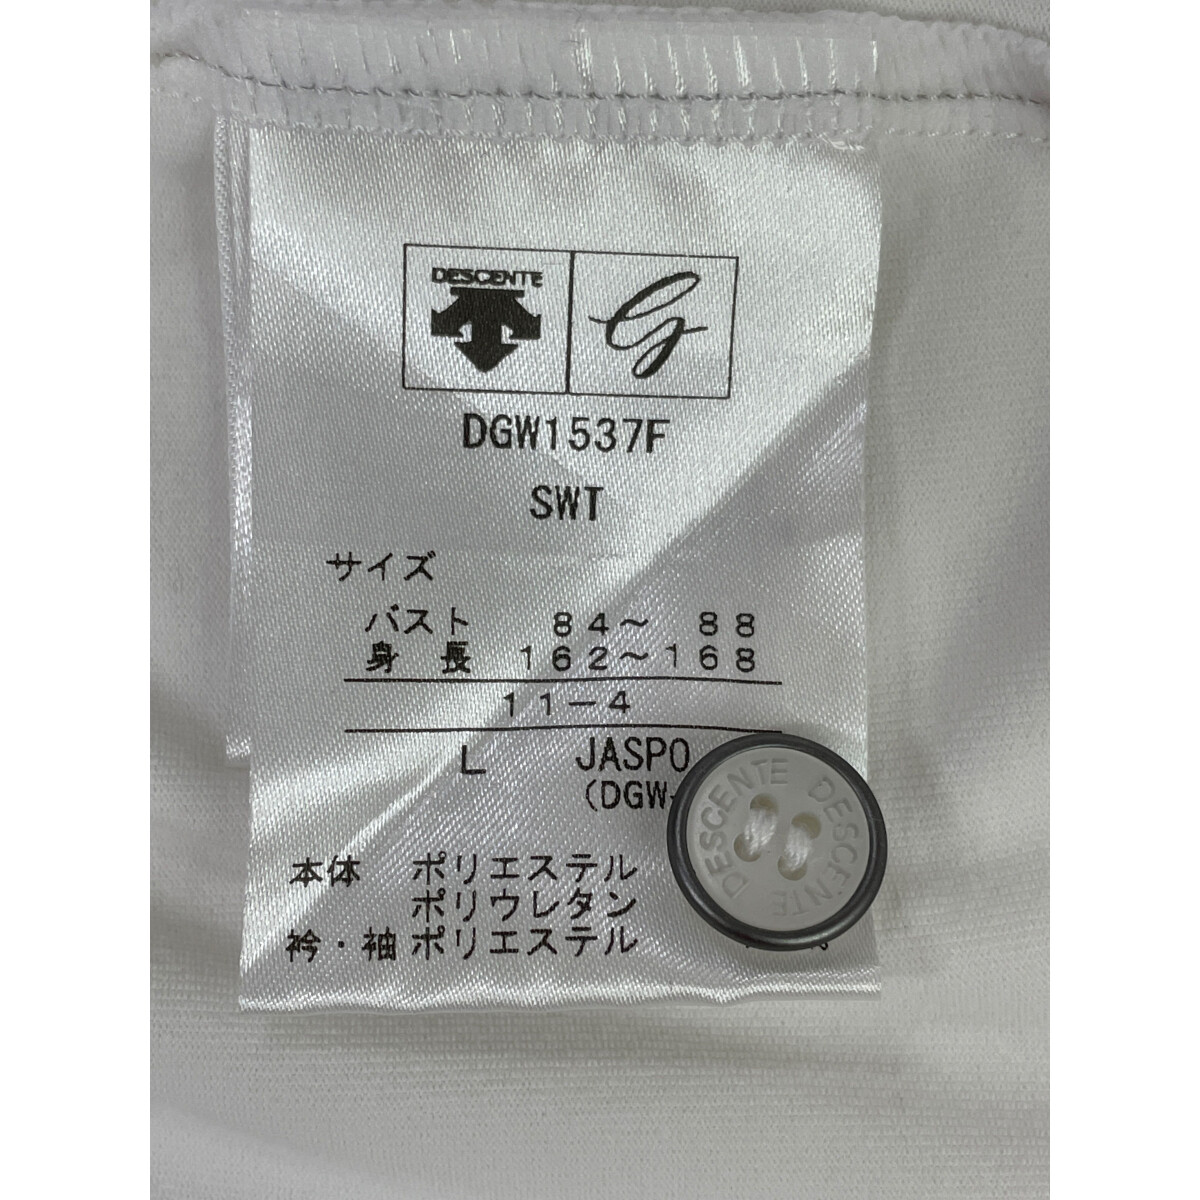 DESCENTE G
DGW1537F
SWT
サイズ
バスト 84～ 88
身 長 162～168
11－4
L JASPO
(DGW-
本体 ポリエステル
ポリウレタン
衿・袖 ポリエステル
DESCENTE DESCENTE